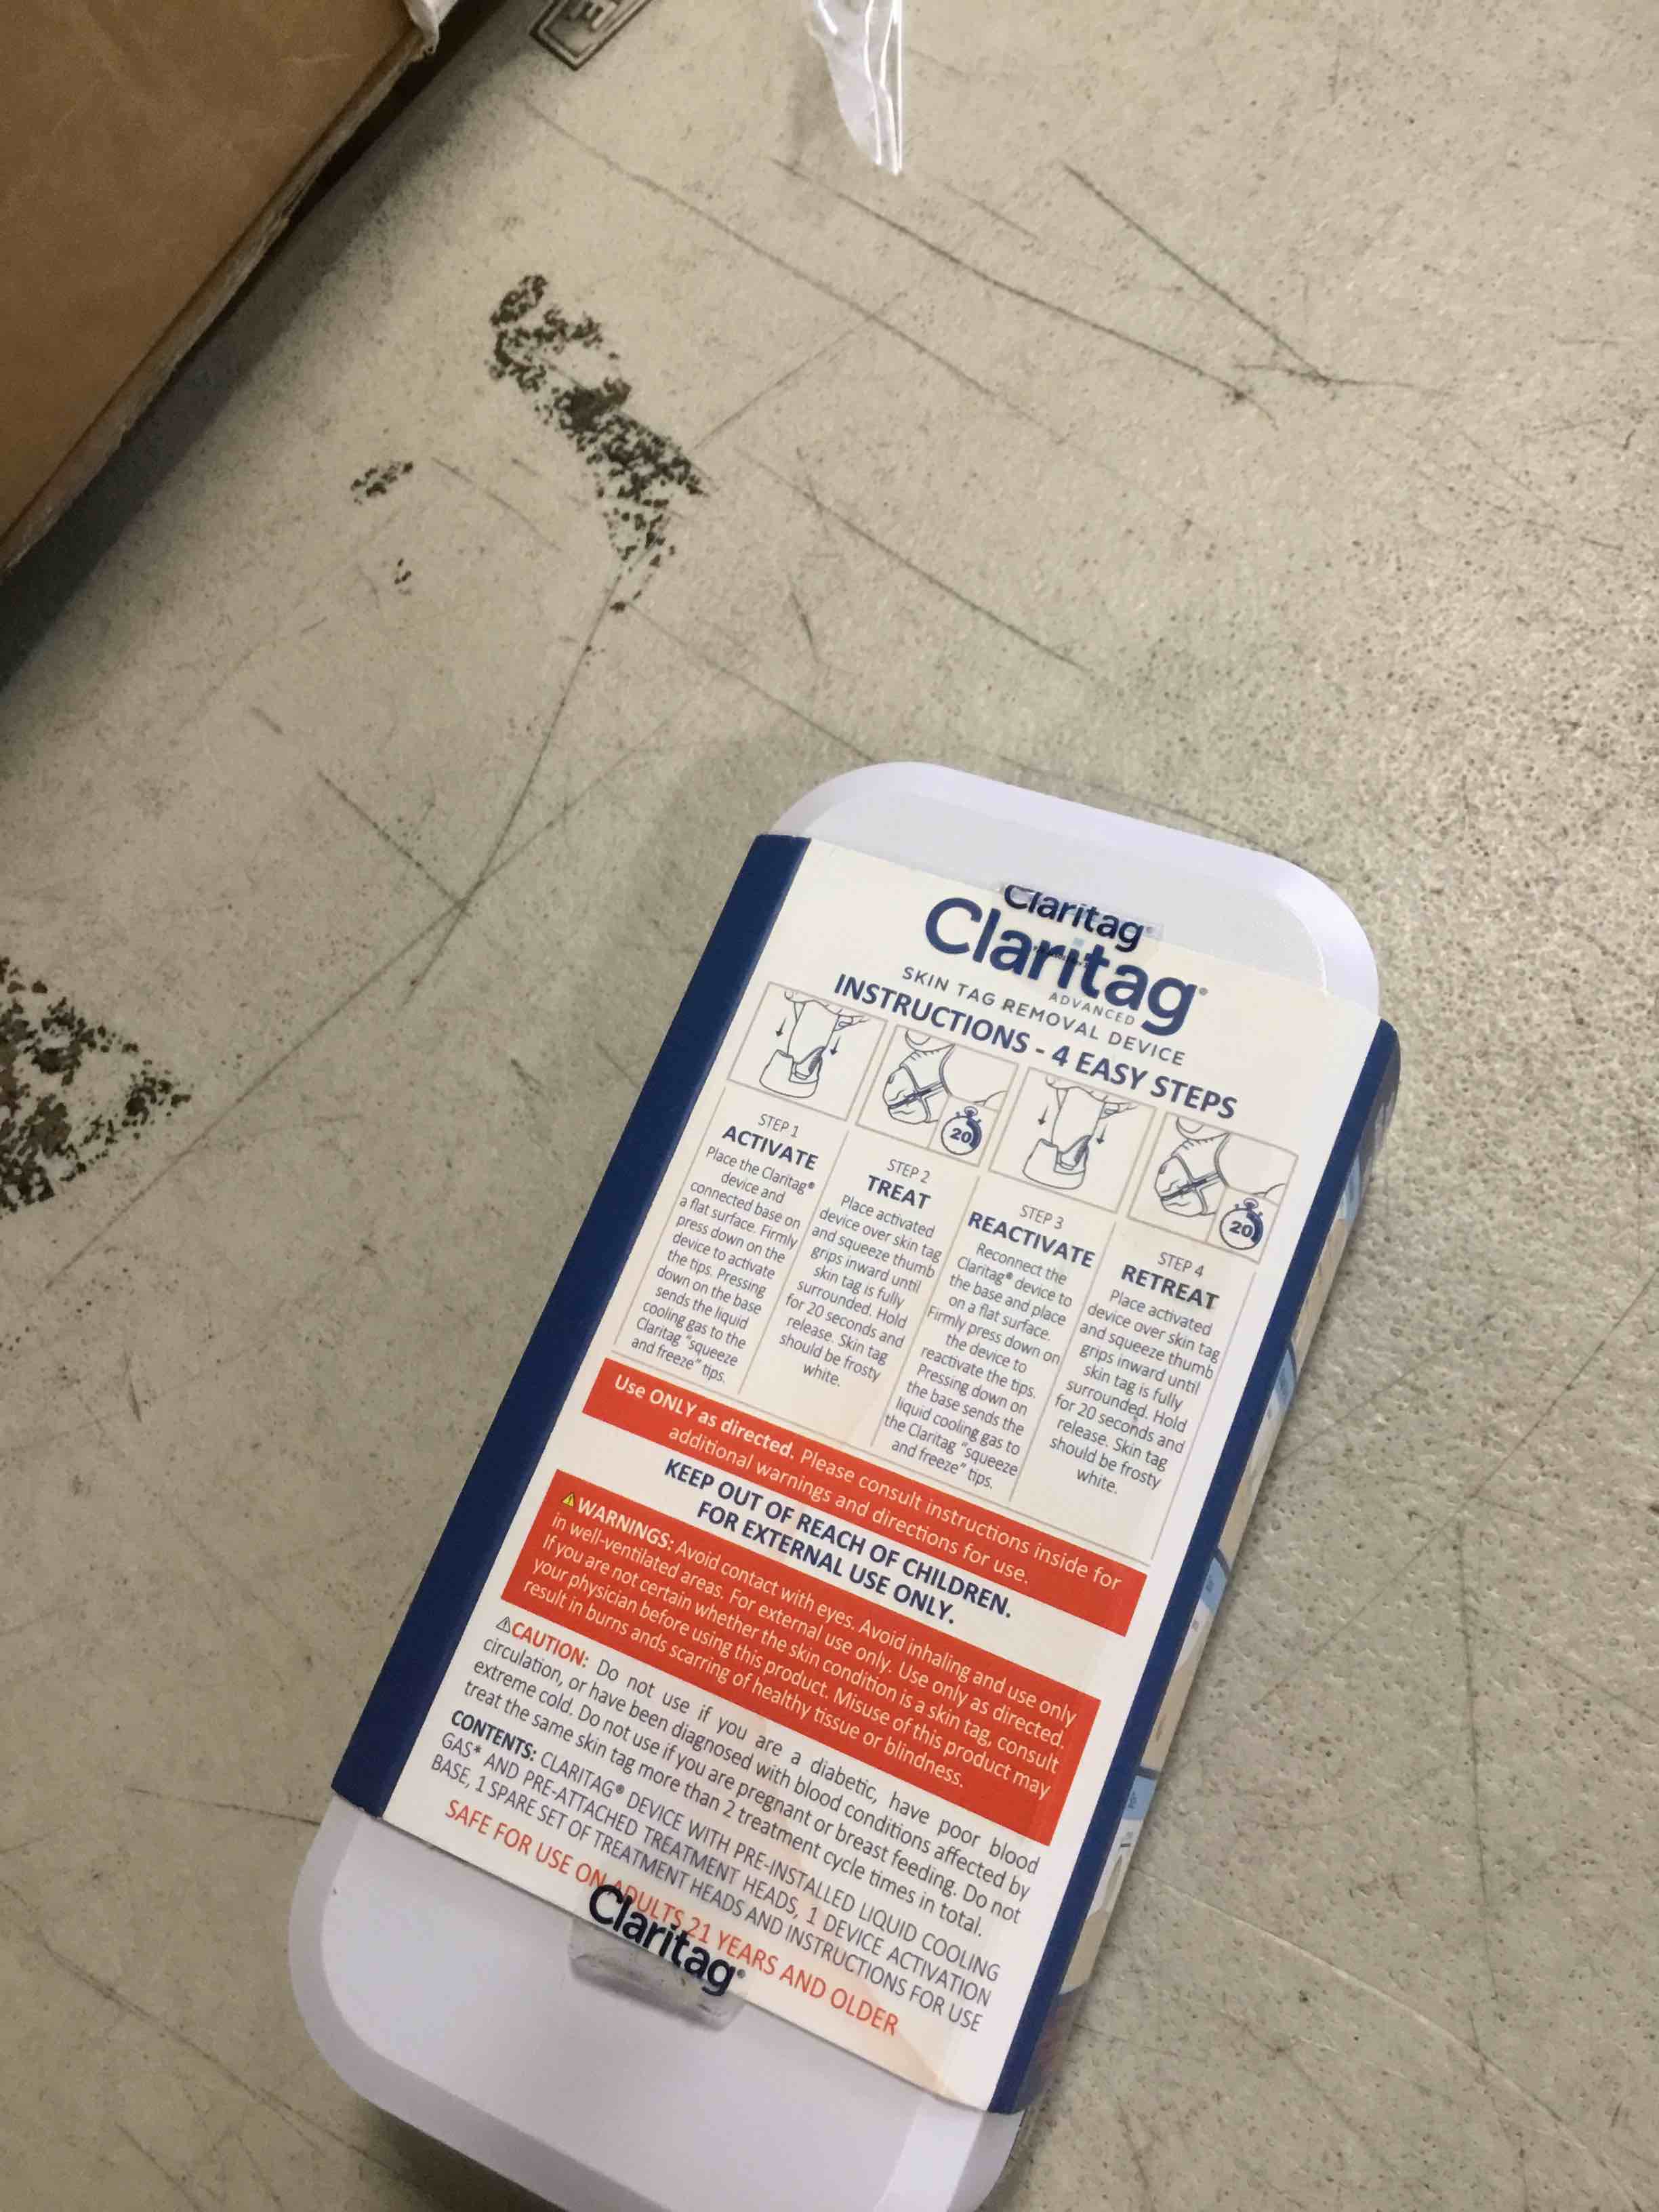 Claritag®
Claritag®
ADVANCED
SKIN TAG REMOVAL DEVICE
INSTRUCTIONS - 4 EASY STEPS
20
20
STEP 1
ACTIVATE
Place the Claritag®
device and
connected base on
a flat surface. Firmly
press down on the
device to activate
the tips. Pressing
down on the base
sends the liquid
cooling gas to the
Claritag "squeeze
and freeze" tips.
STEP 2
TREAT
Place activated
device over skin tag
and squeeze thumb
grips inward until
skin tag is fully
surrounded. Hold
for 20 seconds and
release. Skin tag
should be frosty
white.
STEP 3
REACTIVATE
Reconnect the
Claritag® device to
the base and place
on a flat surface.
Firmly press down on
the device to
reactivate the tips.
Pressing down on
the base sends the
liquid cooling gas to
the Claritag "squeeze
and freeze" tips.
STEP 4
RETREAT
Place activated
device over skin tag
and squeeze thumb
grips inward until
skin tag is fully
surrounded. Hold
for 20 seconds and
release. Skin tag
should be frosty
white.
Use ONLY as directed. Please consult instructions inside for
additional warnings and directions for use.
KEEP OUT OF REACH OF CHILDREN.
FOR EXTERNAL USE ONLY.
⚠WARNINGS: Avoid contact with eyes. Avoid inhaling and use only
in well-ventilated areas. For external use only. Use only as directed.
If you are not certain whether the skin condition is a skin tag, consult
your physician before using this product. Misuse of this product may
result in burns ands scarring of healthy tissue or blindness.
⚠CAUTION: Do not use if you are a diabetic, have poor blood
circulation, or have been diagnosed with blood conditions affected by
extreme cold. Do not use if you are pregnant or breast feeding. Do not
treat the same skin tag more than 2 treatment cycle times in total.
CONTENTS: CLARITAG® DEVICE WITH PRE-INSTALLED LIQUID COOLING
GAS* AND PRE-ATTACHED TREATMENT HEADS, 1 DEVICE ACTIVATION
BASE, 1 SPARE SET OF TREATMENT HEADS AND INSTRUCTIONS FOR USE
SAFE FOR USE ON ADULTS 21 YEARS AND OLDER
Claritag®